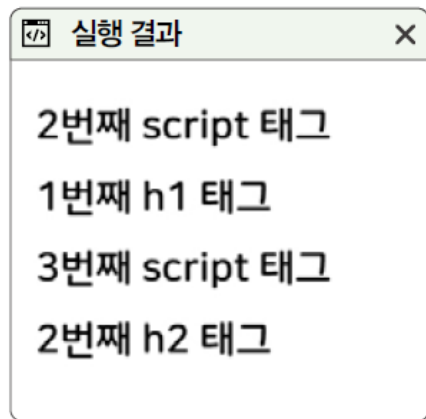 실행 결과
2번째 script 태그
1번째 h1 태그
3번째 script 태그
2번째 h2 태그